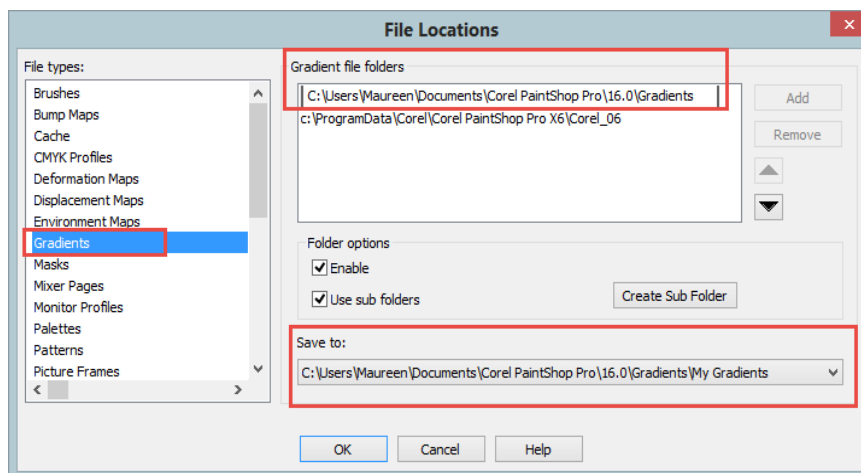 File Locations
File types:
Brushes
Bump Maps
Cache
CMYK Profiles
Deformation Maps
Displacement Maps
Environment Maps
Gradients
Masks
Mixer Pages
Monitor Profiles
Palettes
Patterns
Picture Frames
Gradient file folders
C:\Users\Maureen\Documents\Corel PaintShop Pro\16.0\Gradients
c:\ProgramData\Corel\Corel PaintShop Pro X6\Corel_06
Add
Remove
Folder options
Enable
Use sub folders
Create Sub Folder
Save to:
C:\Users\Maureen\Documents\Corel PaintShop Pro\16.0\Gradients\My Gradients
OK
Cancel
Help